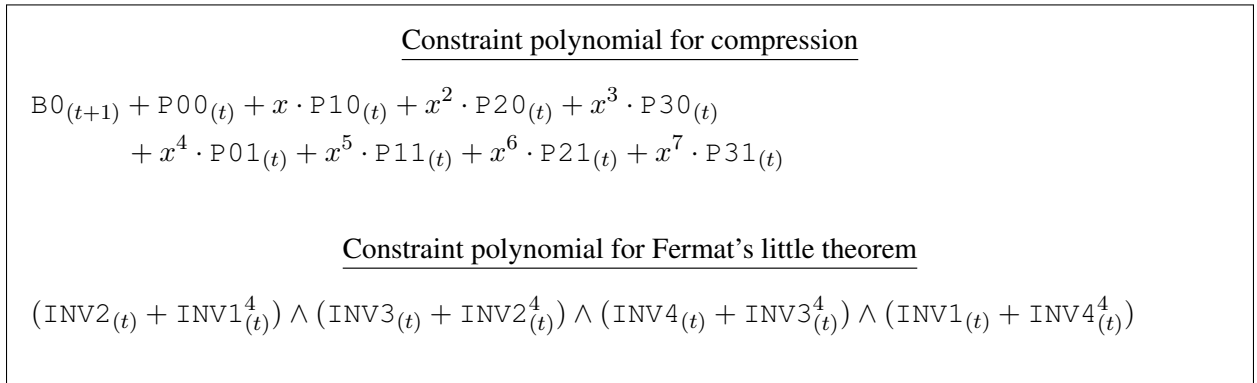 Constraint polynomial for compression
B0₍ₜ₊₁₎ + P00₍ₜ₎ + x · P10₍ₜ₎ + x² · P20₍ₜ₎ + x³ · P30₍ₜ₎
+ x⁴ · P01₍ₜ₎ + x⁵ · P11₍ₜ₎ + x⁶ · P21₍ₜ₎ + x⁷ · P31₍ₜ₎
Constraint polynomial for Fermat's little theorem
(INV2₍ₜ₎ + INV1⁴₍ₜ₎) ∧ (INV3₍ₜ₎ + INV2⁴₍ₜ₎) ∧ (INV4₍ₜ₎ + INV3⁴₍ₜ₎) ∧ (INV1₍ₜ₎ + INV4⁴₍ₜ₎)